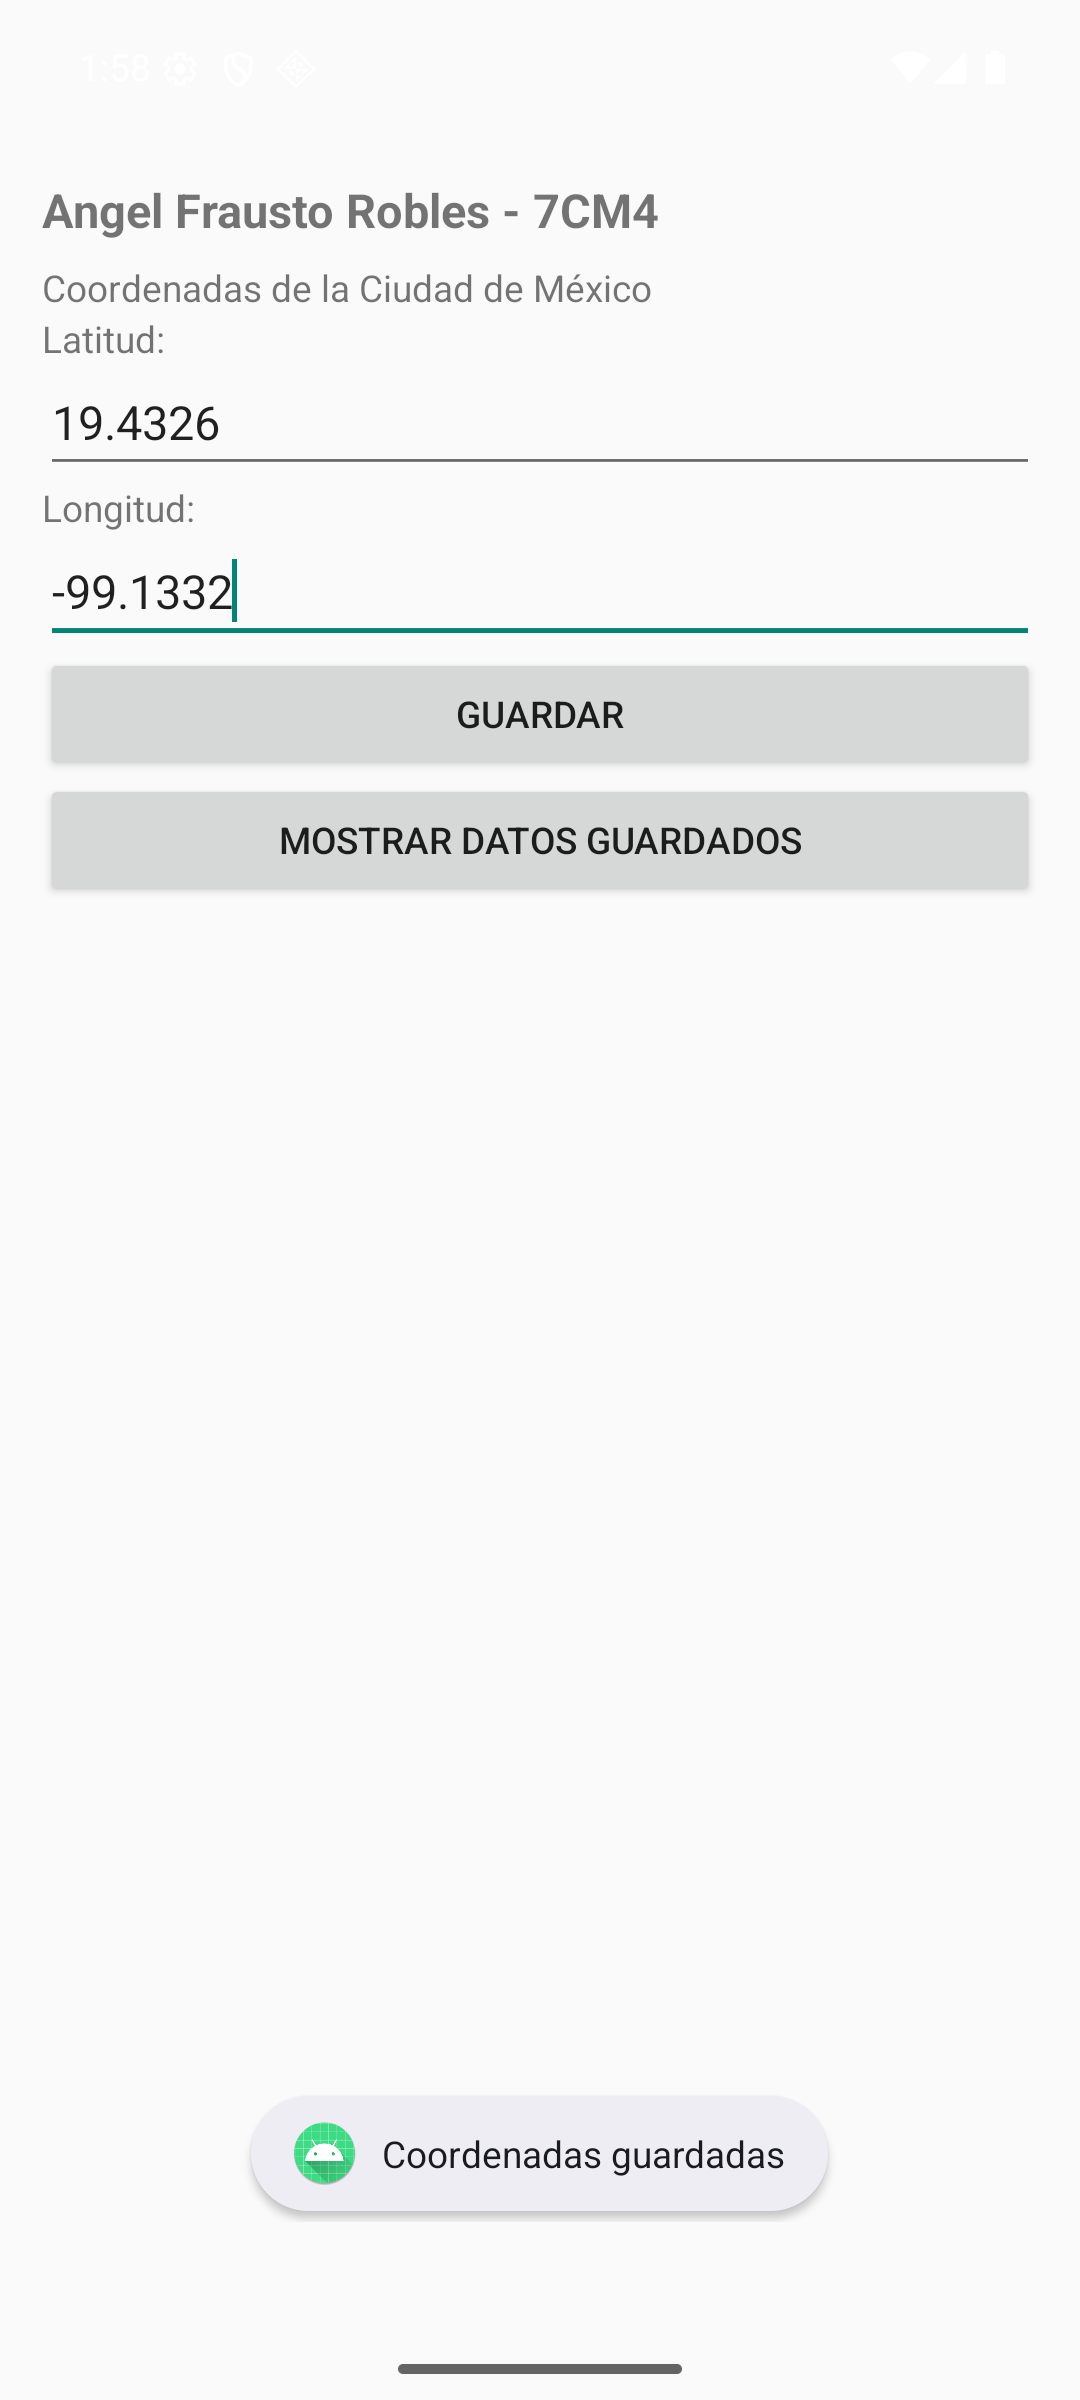 1:58
Angel Frausto Robles - 7CM4
Coordenadas de la Ciudad de México
Latitud:
19.4326
Longitud:
-99.1332
GUARDAR
MOSTRAR DATOS GUARDADOS
Coordenadas guardadas